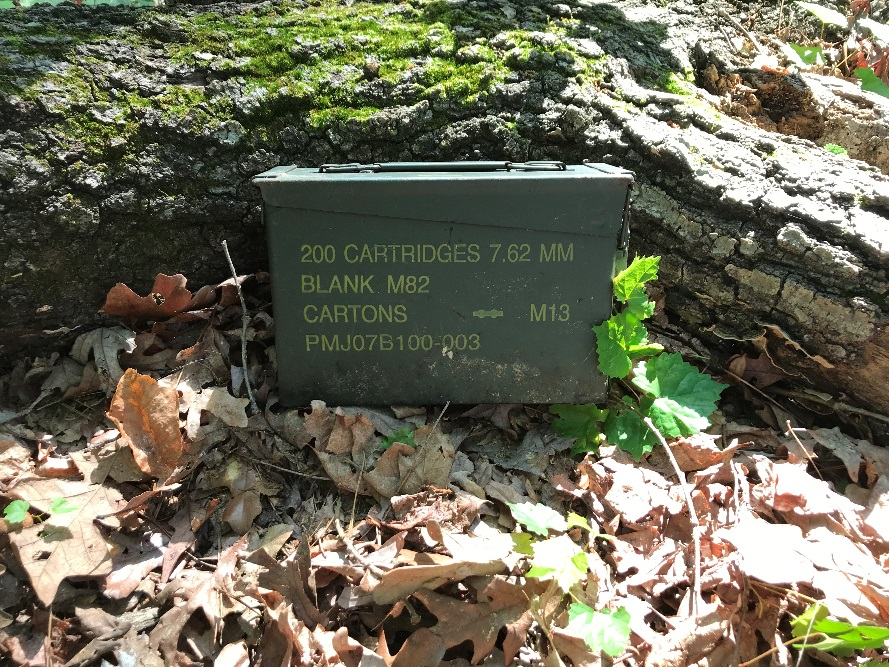 200 CARTRIDGES 7.62 MM
BLANK M82
CARTONS M13
PMJ07B100-003